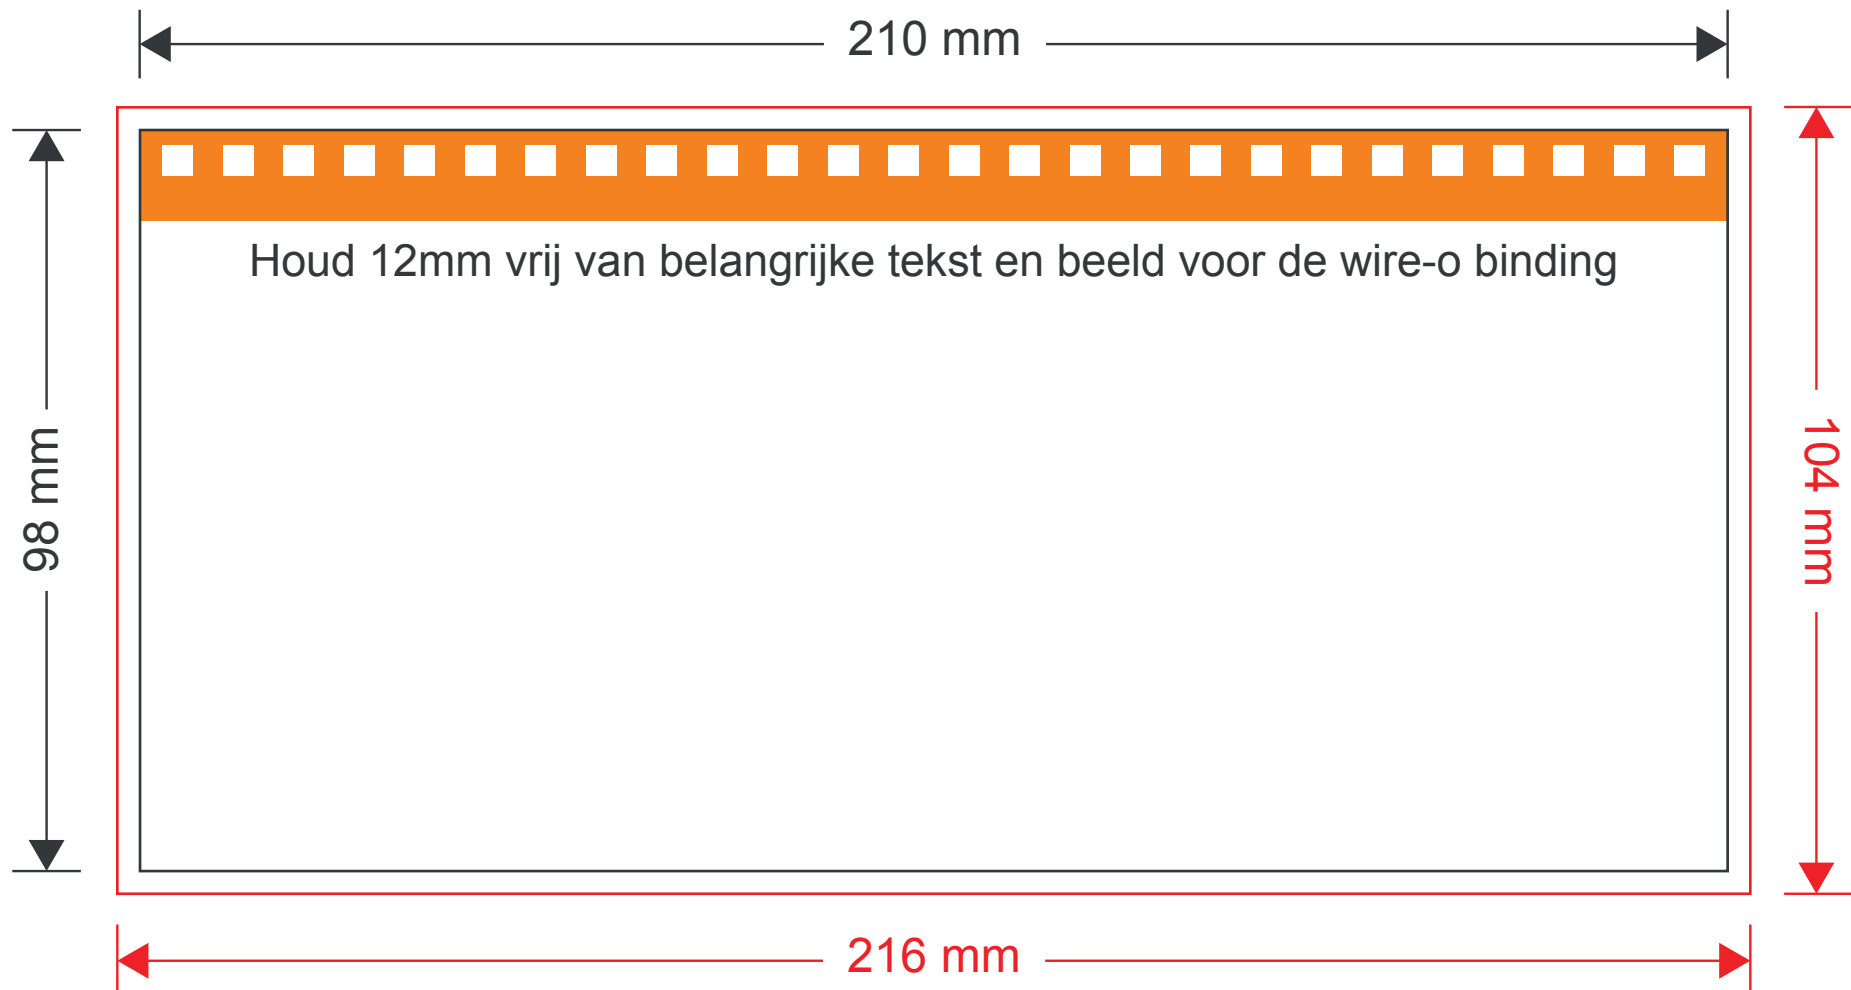 210 mm
Houd 12mm vrij van belangrijke tekst en beeld voor de wire-o binding
98 mm
104 mm
216 mm